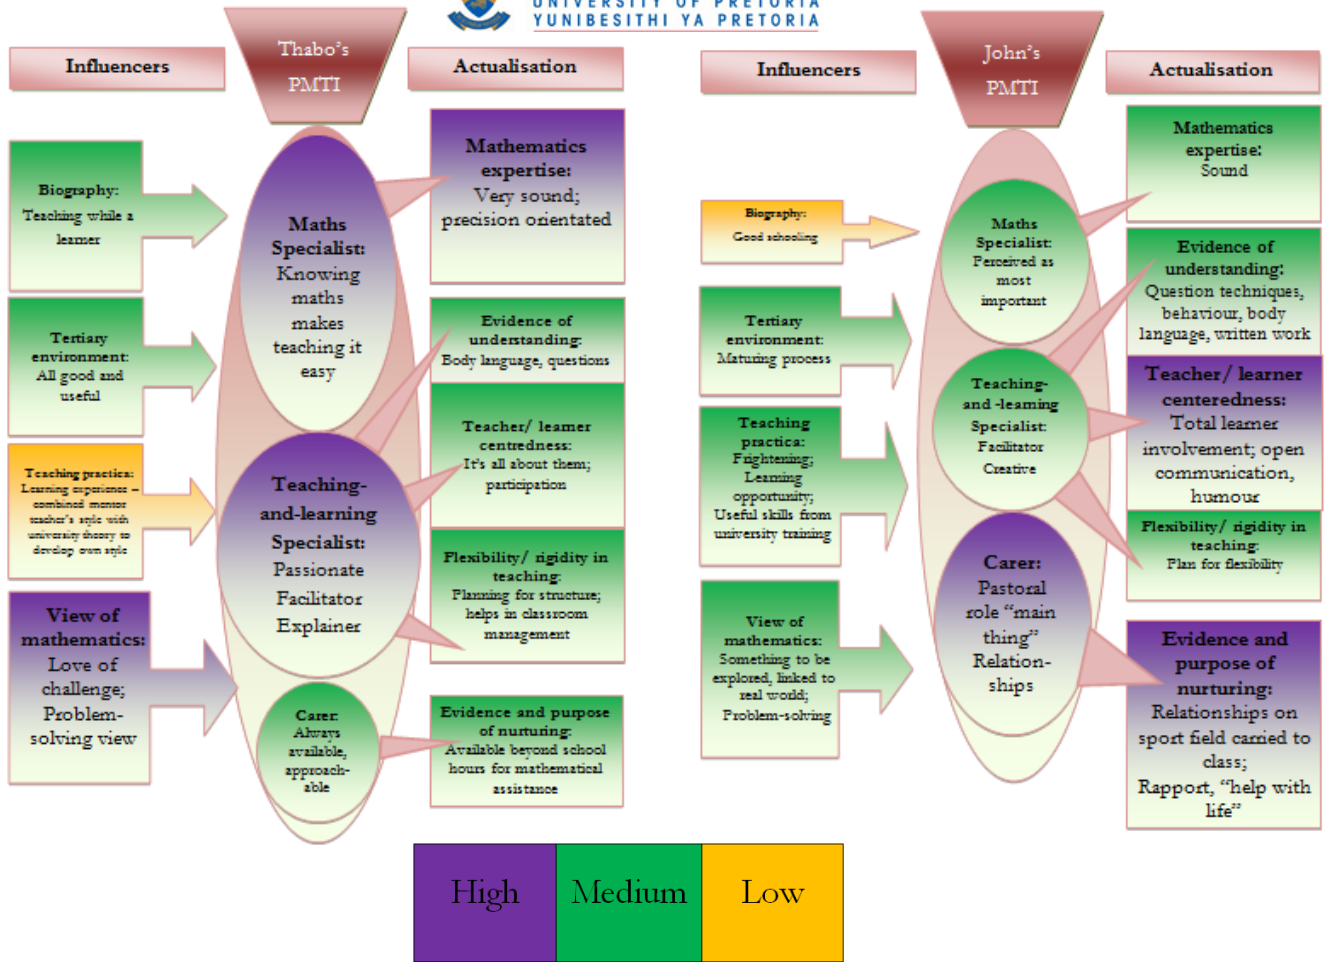 UNIVERSITY OF PRETORIA
YUNIBESITHI YA PRETORIA
Influencers
Thabo's
PMTI
Actualisation
Biography:
Teaching while a
learner
Tertiary
environment:
All good and
useful
Teaching practica:
Learning experience –
combined mentor
teacher's style with
university theory to
develop own style
View of
mathematics:
Love of
challenge;
Problem-
solving view
Maths
Specialist:
Knowing
maths
makes
teaching it
easy
Teaching-
and-learning
Specialist:
Passionate
Facilitator
Explainer
Carer:
Always
available,
approach-
able
Mathematics
expertise:
Very sound;
precision orientated
Evidence of
understanding:
Body language, questions
Teacher/ learner
centredness:
It's all about them;
participation
Flexibility/ rigidity in
teaching:
Planning for structure;
helps in classroom
management
Evidence and purpose
of nurturing:
Available beyond school
hours for mathematical
assistance
Influencers
John's
PMTI
Actualisation
Biography:
Good schooling
Tertiary
environment:
Maturing process
Teaching
practica:
Frightening;
Learning
opportunity;
Useful skills from
university training
View of
mathematics:
Something to be
explored, linked to
real world;
Problem-solving
Maths
Specialist:
Perceived as
most
important
Teaching-
and -learning
Specialist:
Facilitator
Creative
Carer:
Pastoral
role “main
thing”
Relation-
ships
Mathematics
expertise:
Sound
Evidence of
understanding:
Question techniques,
behaviour, body
language, written work
Teacher/ learner
centeredness:
Total learner
involvement; open
communication,
humour
Flexibility/ rigidity in
teaching:
Plan for flexibility
Evidence and
purpose of
nurturing:
Relationships on
sport field carried to
class;
Rapport, “help with
life”
High
Medium
Low